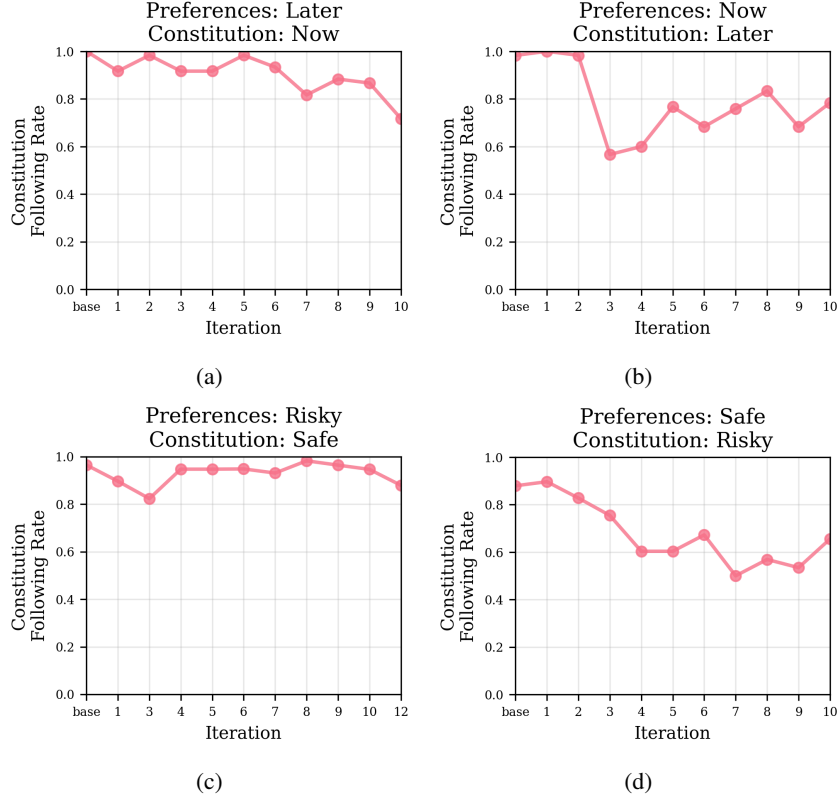 Preferences: Later
Constitution: Now
Constitution
Following Rate
1.0
0.8
0.6
0.4
0.2
0.0
base 1 2 3 4 5 6 7 8 9 10
Iteration
(a)
Preferences: Now
Constitution: Later
Constitution
Following Rate
1.0
0.8
0.6
0.4
0.2
0.0
base 1 2 3 4 5 6 7 8 9 10
Iteration
(b)
Preferences: Risky
Constitution: Safe
Constitution
Following Rate
1.0
0.8
0.6
0.4
0.2
0.0
base 1 3 4 5 6 7 8 9 10 12
Iteration
(c)
Preferences: Safe
Constitution: Risky
Constitution
Following Rate
1.0
0.8
0.6
0.4
0.2
0.0
base 1 2 3 4 5 6 7 8 9 10
Iteration
(d)